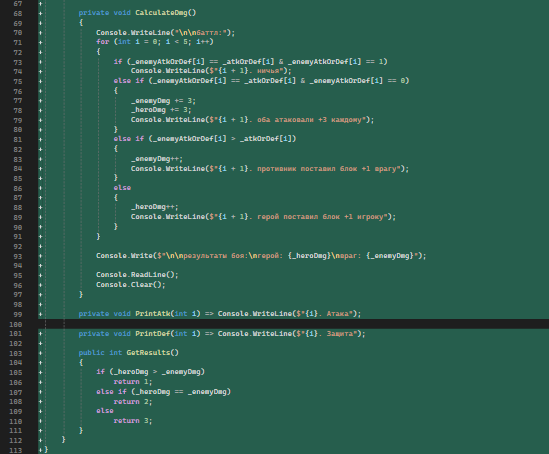 67 +
68 + private void CalculateDmg()
69 + {
70 + Console.WriteLine("\n\nбаттл:");
71 + for (int i = 0; i < 5; i++)
72 + {
73 + if (_enemyAtkOrDef[i] == _atkOrDef[i] & _enemyAtkOrDef[i] == 1)
74 + Console.WriteLine($"{i + 1}. ничья");
75 + else if (_enemyAtkOrDef[i] == _atkOrDef[i] & _enemyAtkOrDef[i] == 0)
76 + {
77 + _enemyDmg += 3;
78 + _heroDmg += 3;
79 + Console.WriteLine($"{i + 1}. оба атаковали +3 каждому");
80 + }
81 + else if (_enemyAtkOrDef[i] > _atkOrDef[i])
82 + {
83 + _enemyDmg++;
84 + Console.WriteLine($"{i + 1}. противник поставил блок +1 врагу");
85 + }
86 + else
87 + {
88 + _heroDmg++;
89 + Console.WriteLine($"{i + 1}. герой поставил блок +1 игроку");
90 + }
91 + }
92 +
93 + Console.Write($"\n\nрезультаты боя:\nгерой: {_heroDmg}\nвраг: {_enemyDmg}");
94 +
95 + Console.ReadLine();
96 + Console.Clear();
97 + }
98 +
99 + private void PrintAtk(int i) => Console.WriteLine($"{i}. Атака");
100
101 + private void PrintDef(int i) => Console.WriteLine($"{i}. Защита");
102 +
103 + public int GetResults()
104 + {
105 + if (_heroDmg > _enemyDmg)
106 + return 1;
107 + else if (_heroDmg == _enemyDmg)
108 + return 2;
109 + else
110 + return 3;
111 + }
112 + }
113 +}